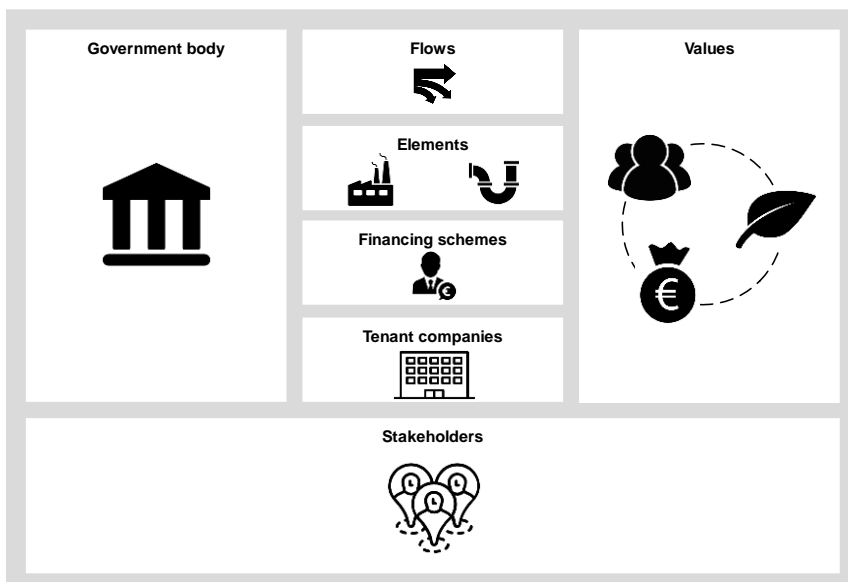 Government body
Flows
Elements
Financing schemes
€
Tenant companies
Values
€
Stakeholders